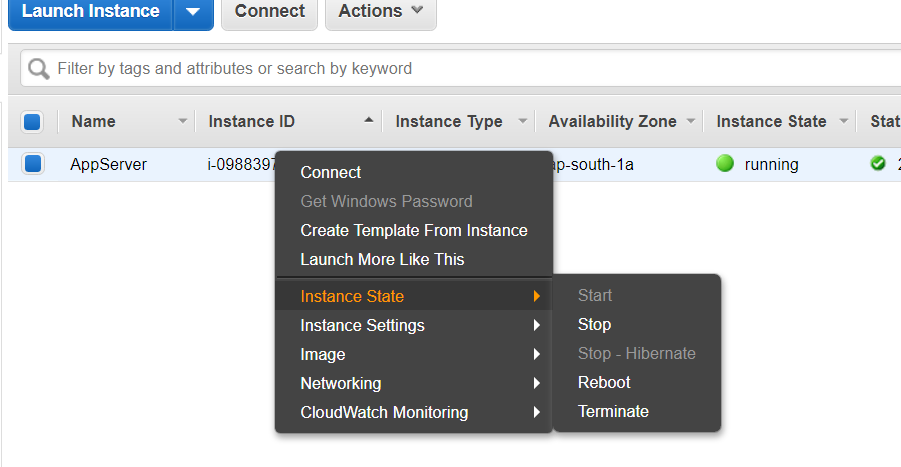 Launch Instance Connect Actions
Filter by tags and attributes or search by keyword
Name Instance ID Instance Type Availability Zone Instance State
AppServer i-0988397 ap-south-1a running
Connect
Get Windows Password
Create Template From Instance
Launch More Like This
Instance State Start
Instance Settings Stop
Image Stop - Hibernate
Networking Reboot
CloudWatch Monitoring Terminate